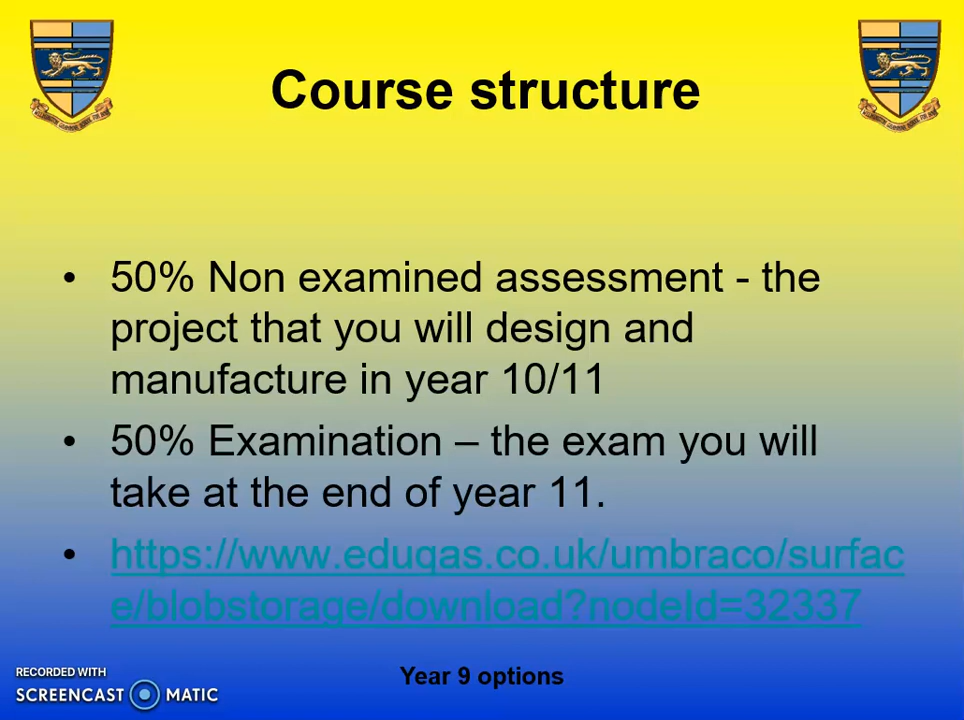 Course structure
• 50% Non examined assessment - the
project that you will design and
manufacture in year 10/11
• 50% Examination – the exam you will
take at the end of year 11.
• https://www.eduqas.co.uk/umbraco/surfac
e/blobstorage/download?nodeId=32337
Year 9 options
RECORDED WITH
SCREENCAST MATIC